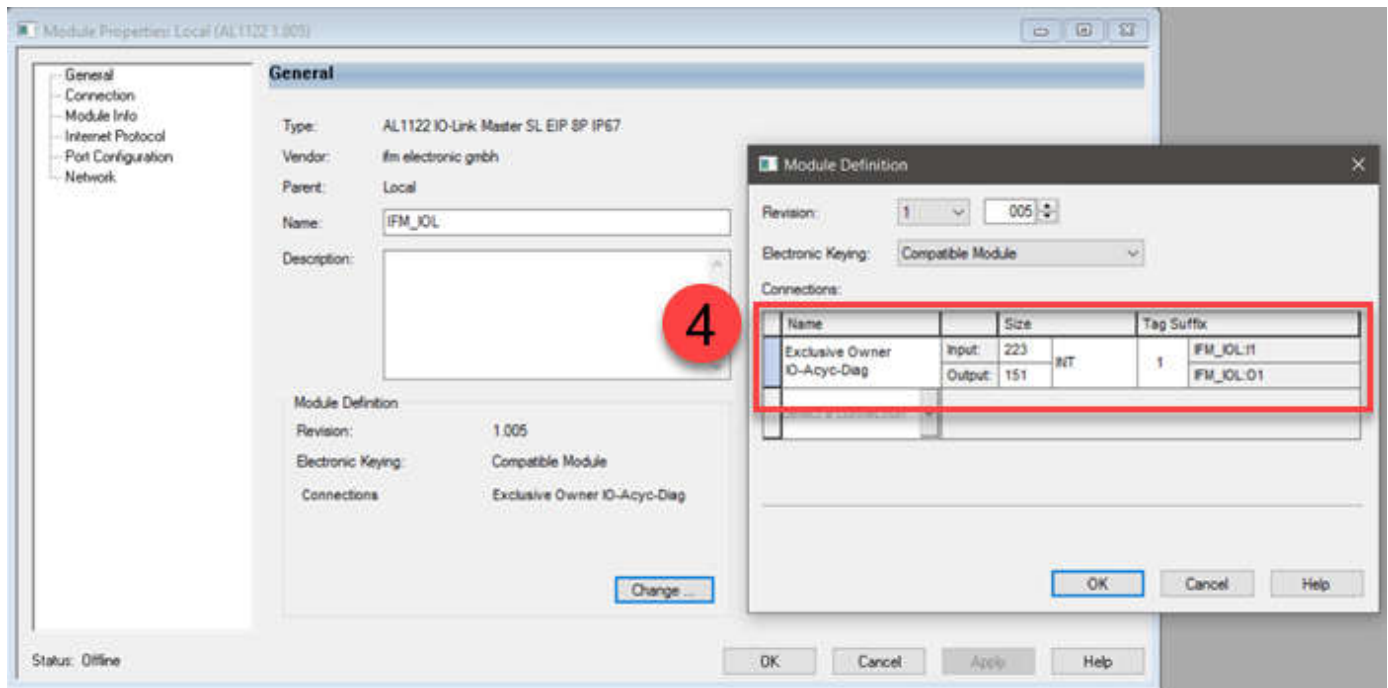 Module Properties: Local (AL1122 1.005)
General
Connection
Module Info
Internet Protocol
Port Configuration
Network
General
Type: AL1122 IO-Link Master SL EIP 8P IP67
Vendor: ifm electronic gmbh
Parent: Local
Name: IFM_IOL
Description:
Module Definition
Revision: 1.005
Electronic Keying: Compatible Module
Connections Exclusive Owner IO-Acyc-Diag
Change ...
Status: Offline
OK Cancel Apply Help
4
Module Definition
Revision: 1 005
Electronic Keying: Compatible Module
Connections:
Name Size Tag Suffix
Exclusive Owner IO-Acyc-Diag Input: 223 INT 1 IFM_IOL:I1
Output: 151 IFM_IOL:O1
Select a connection
OK Cancel Help